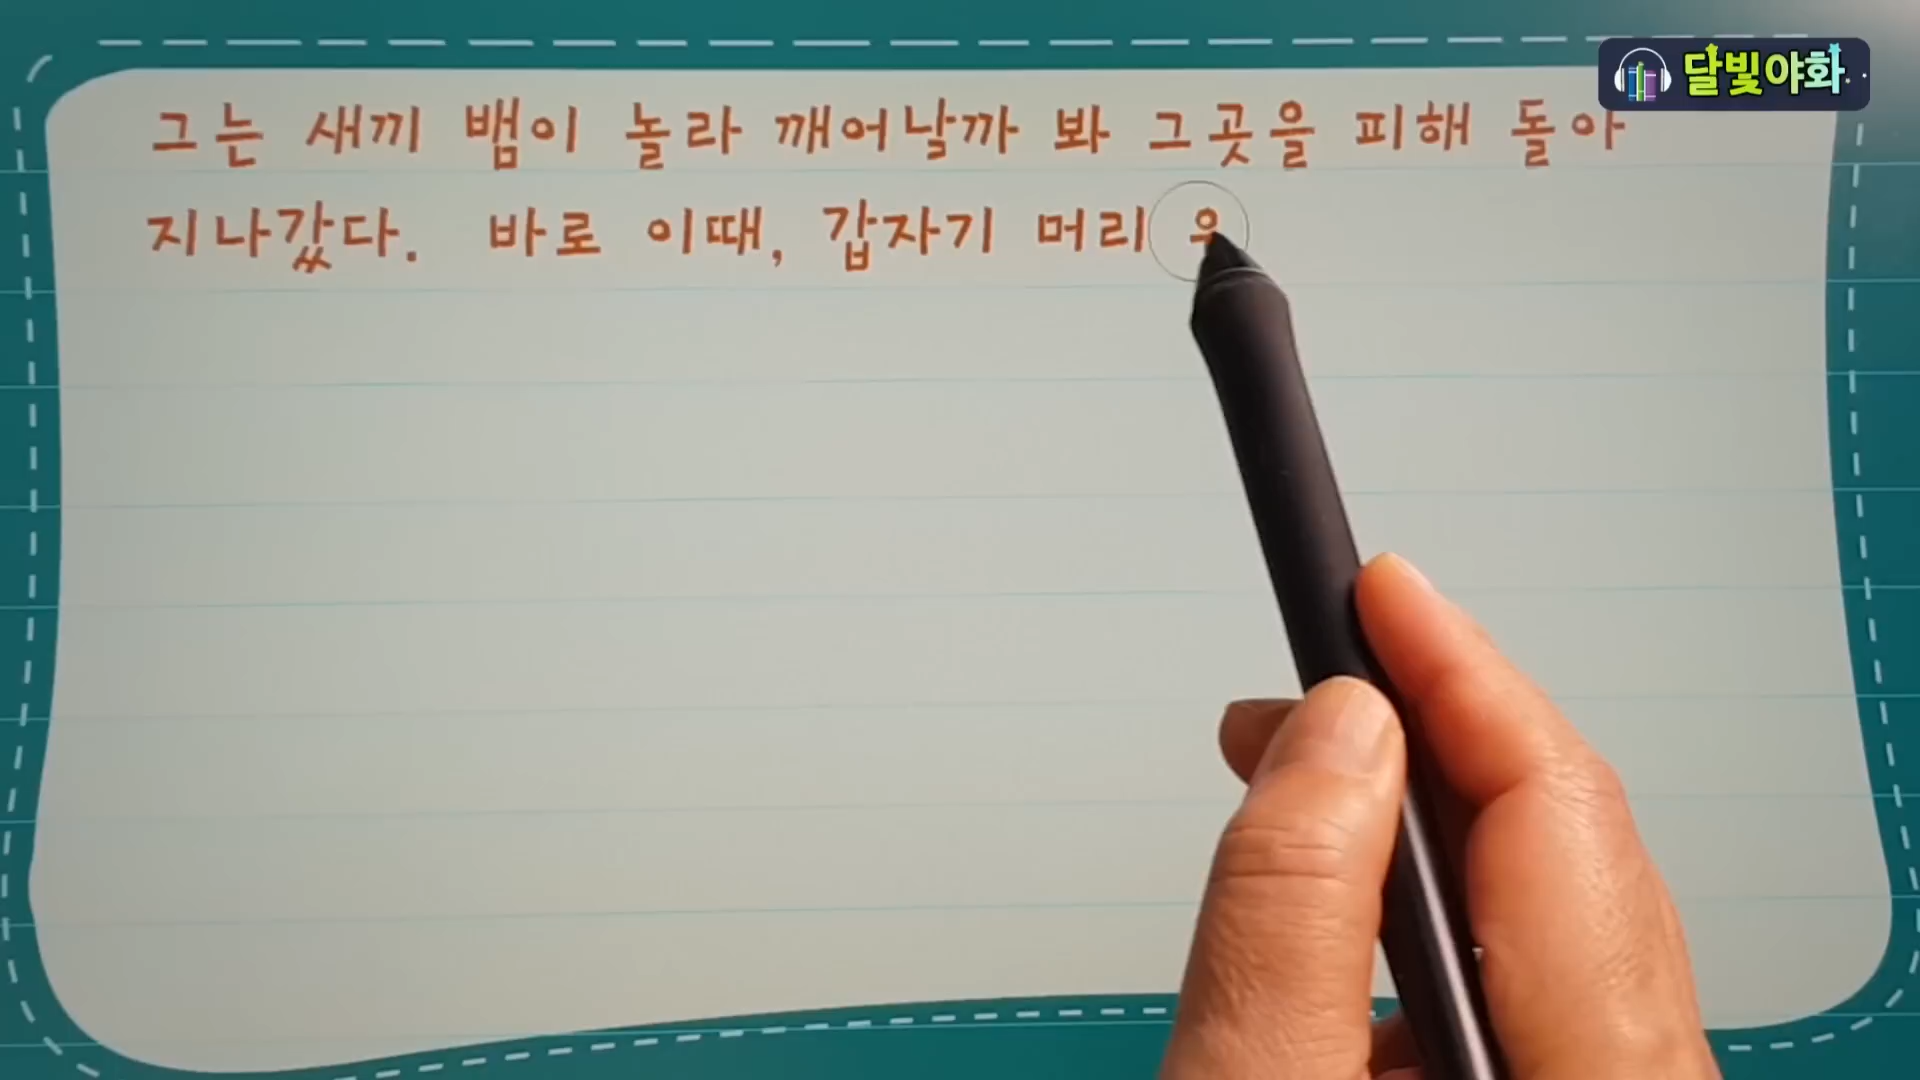 달빛야화
그는 새끼 뱀이 놀라 깨어날까 봐 그곳을 피해 돌아
지나갔다. 바로 이때, 갑자기 머리